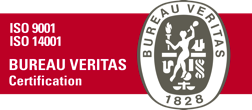 ISO 9001
ISO 14001
BUREAU VERITAS
Certification
BUREAU VERITAS
1828